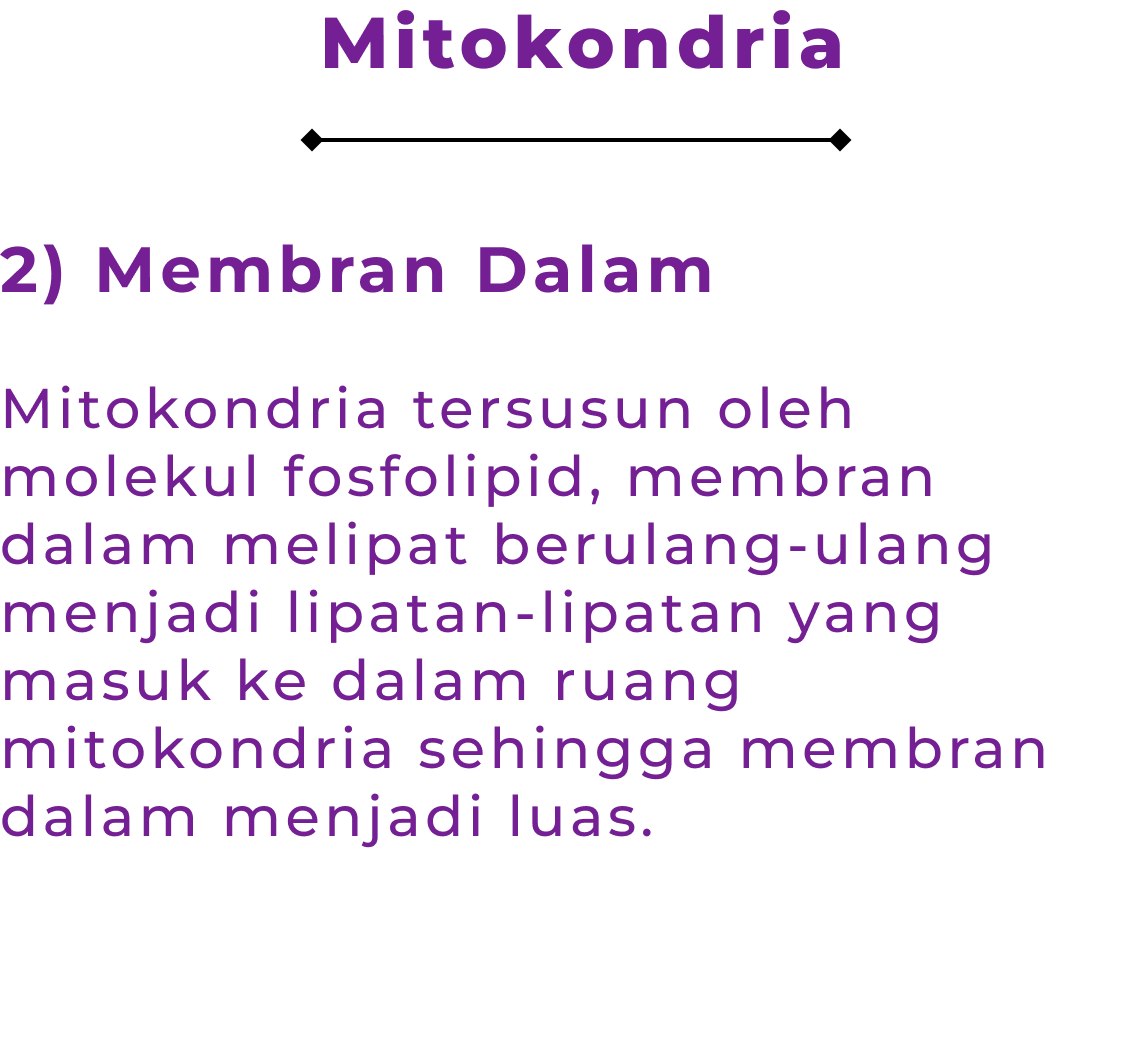 Mitokondria
2) Membran Dalam
Mitokondria tersusun oleh
molekul fosfolipid, membran
dalam melipat berulang-ulang
menjadi lipatan-lipatan yang
masuk ke dalam ruang
mitokondria sehingga membran
dalam menjadi luas.